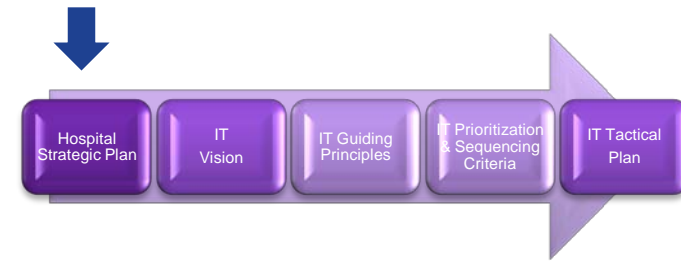 Hospital
Strategic Plan
IT
Vision
IT Guiding
Principles
IT Prioritization
& Sequencing
Criteria
IT Tactical
Plan